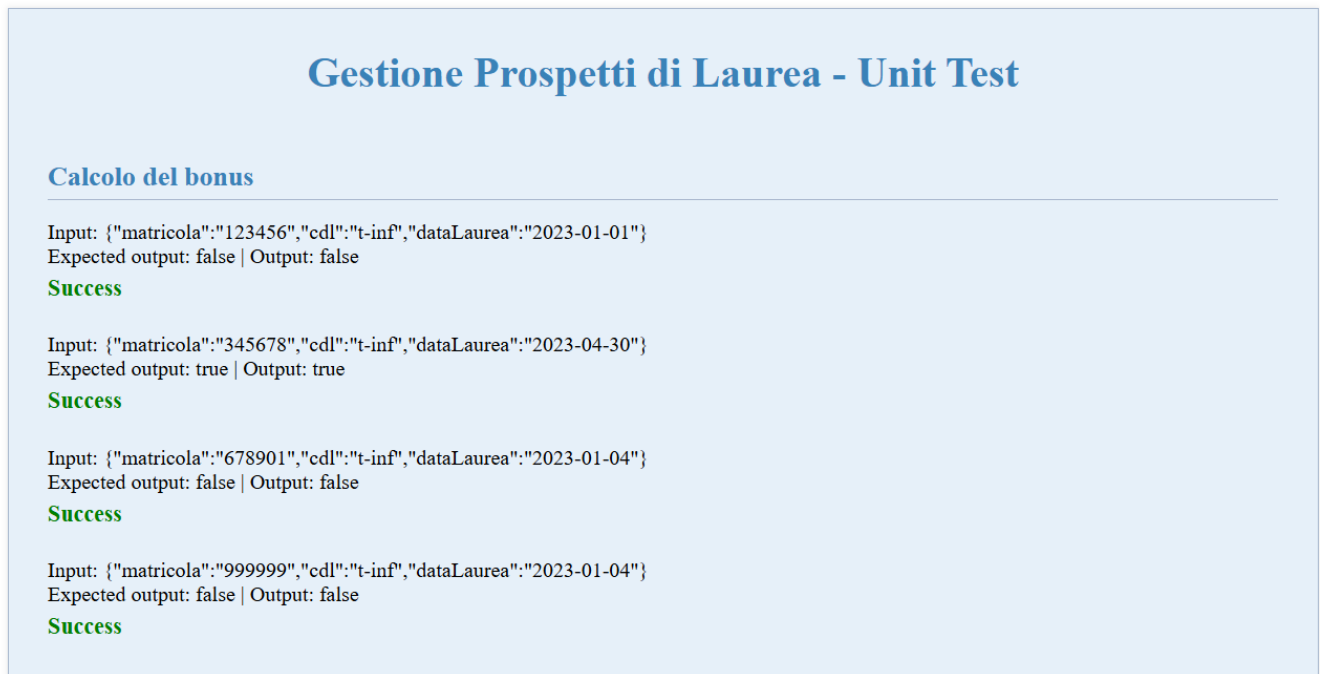 Gestione Prospetti di Laurea - Unit Test
Calcolo del bonus
Input: {"matricola":"123456","cdl":"t-inf","dataLaurea":"2023-01-01"}
Expected output: false | Output: false
Success
Input: {"matricola":"345678","cdl":"t-inf","dataLaurea":"2023-04-30"}
Expected output: true | Output: true
Success
Input: {"matricola":"678901","cdl":"t-inf","dataLaurea":"2023-01-04"}
Expected output: false | Output: false
Success
Input: {"matricola":"999999","cdl":"t-inf","dataLaurea":"2023-01-04"}
Expected output: false | Output: false
Success